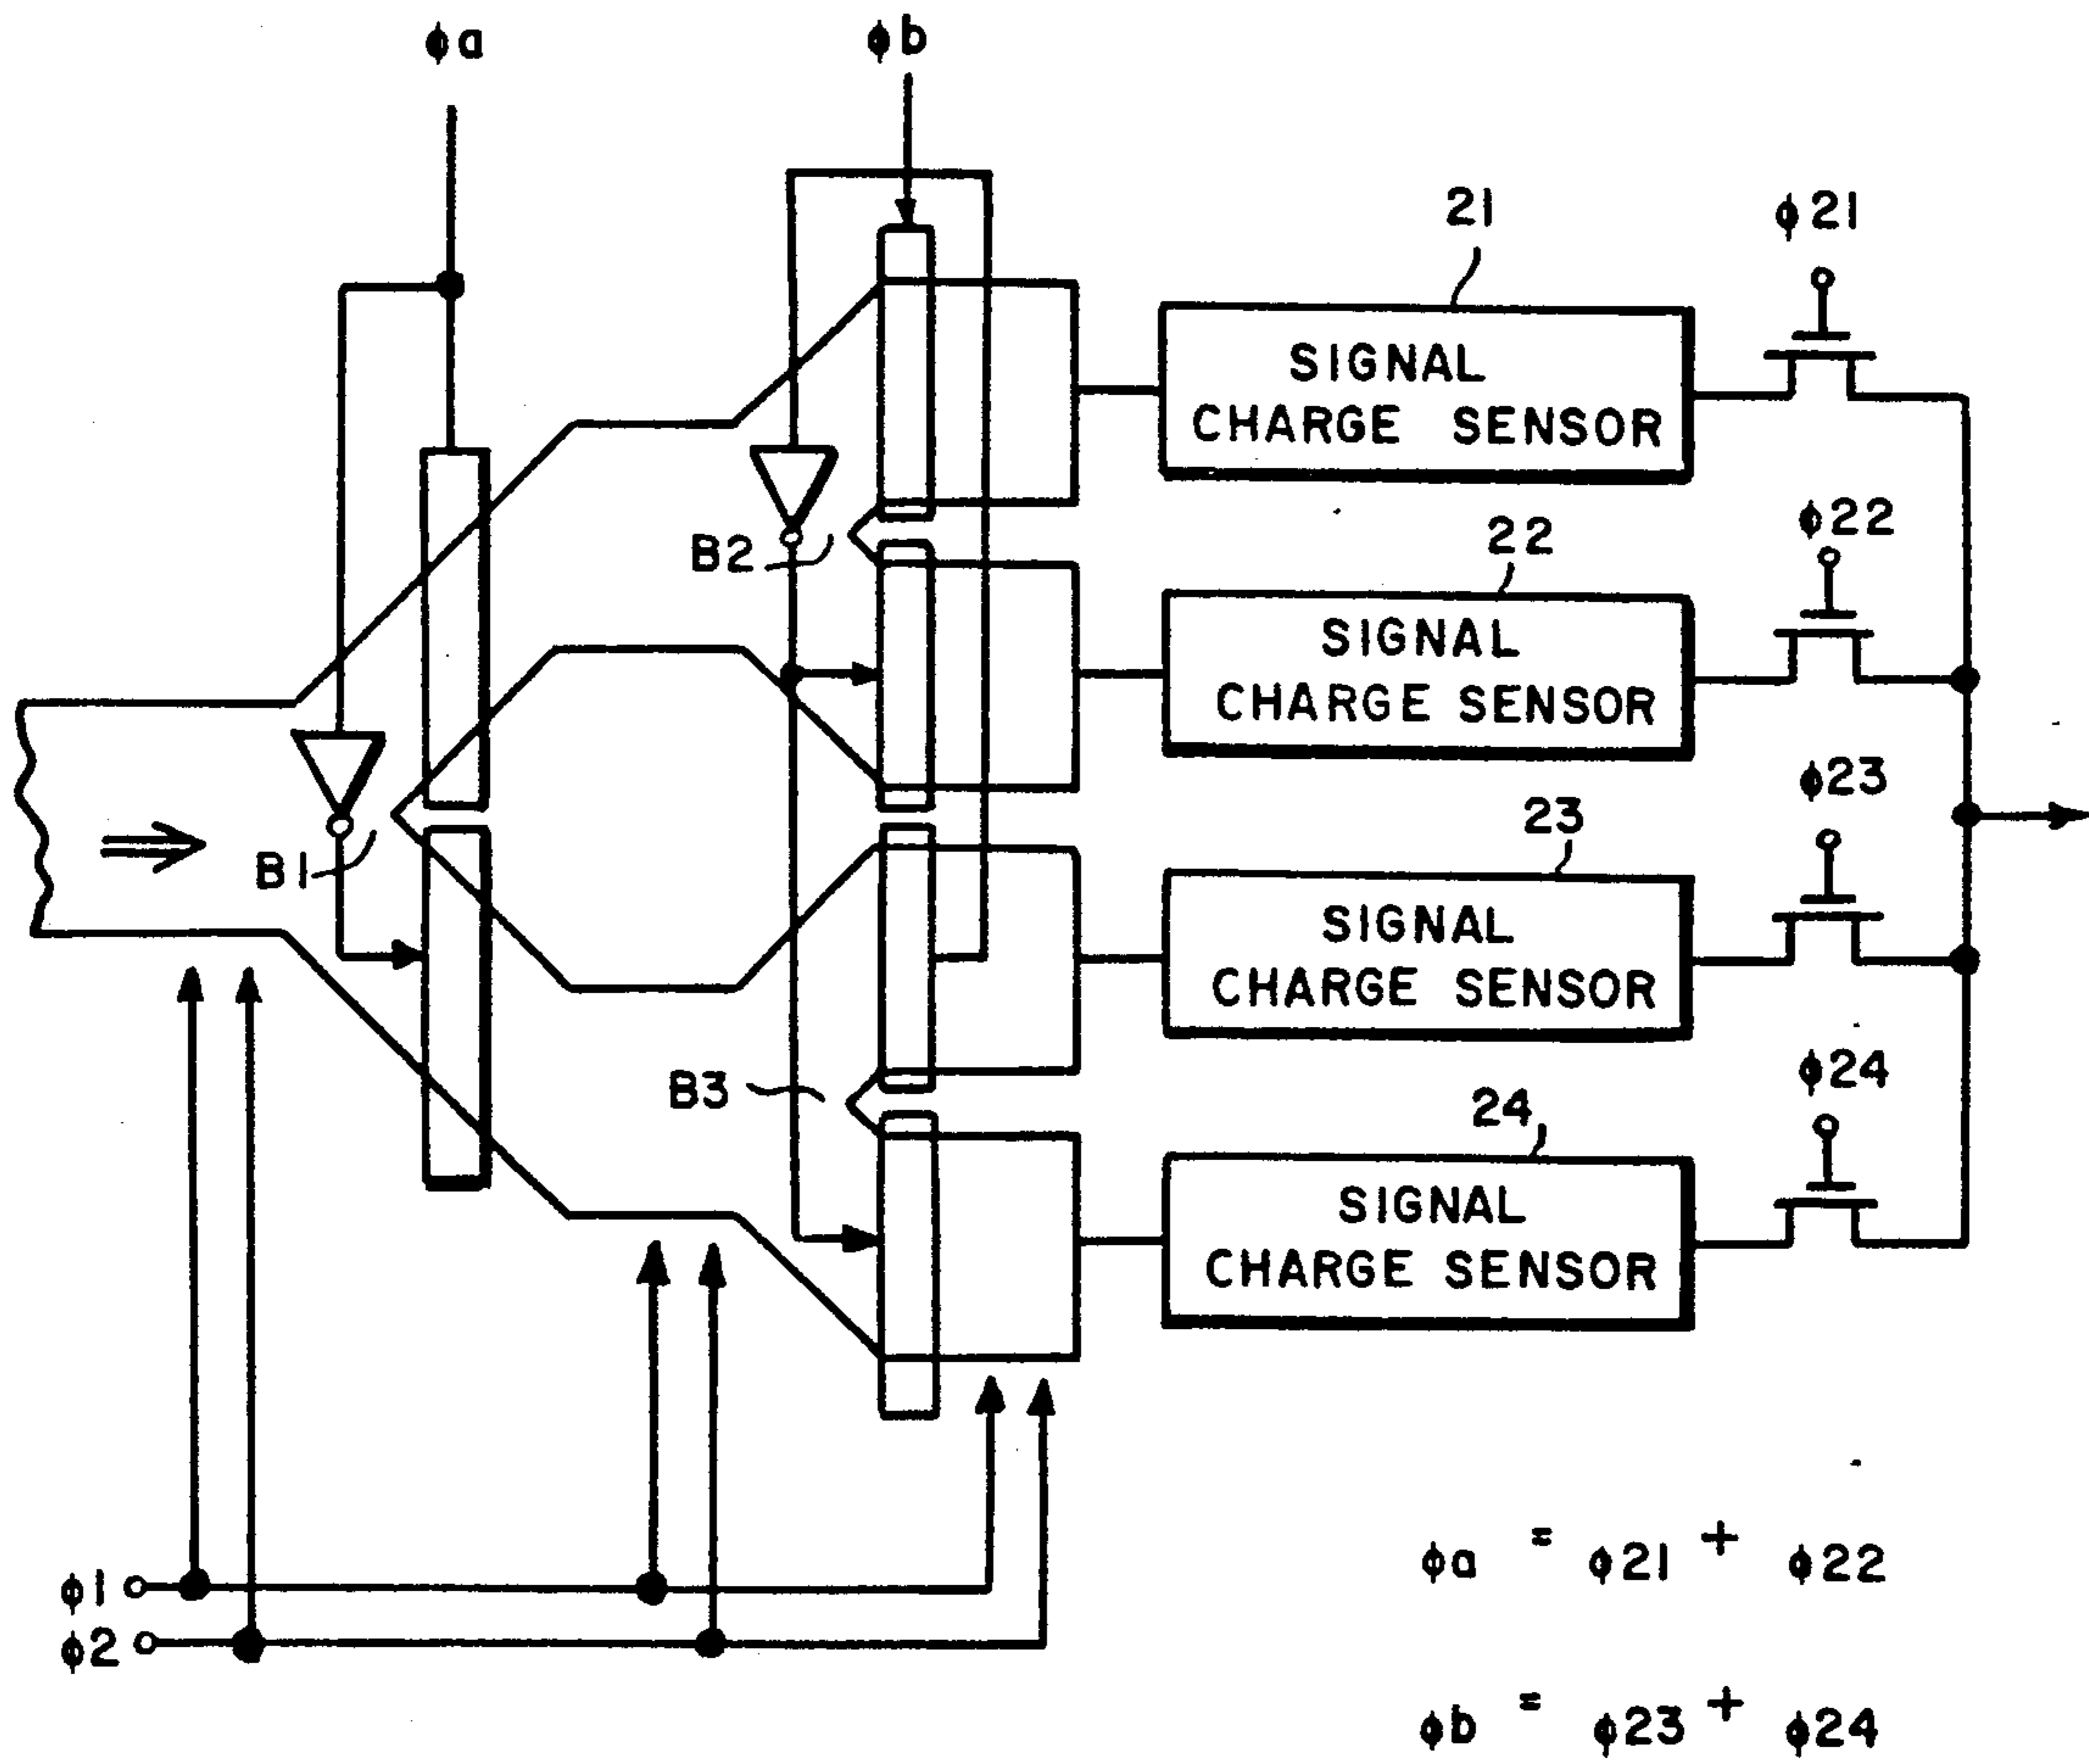 φa
φb
21
φ21
SIGNAL
CHARGE SENSOR
B2
22
φ22
SIGNAL
CHARGE SENSOR
B1
23
φ23
SIGNAL
CHARGE SENSOR
B3
24
φ24
SIGNAL
CHARGE SENSOR
φ1
φ2
φa = φ21 + φ22
φb = φ23 + φ24